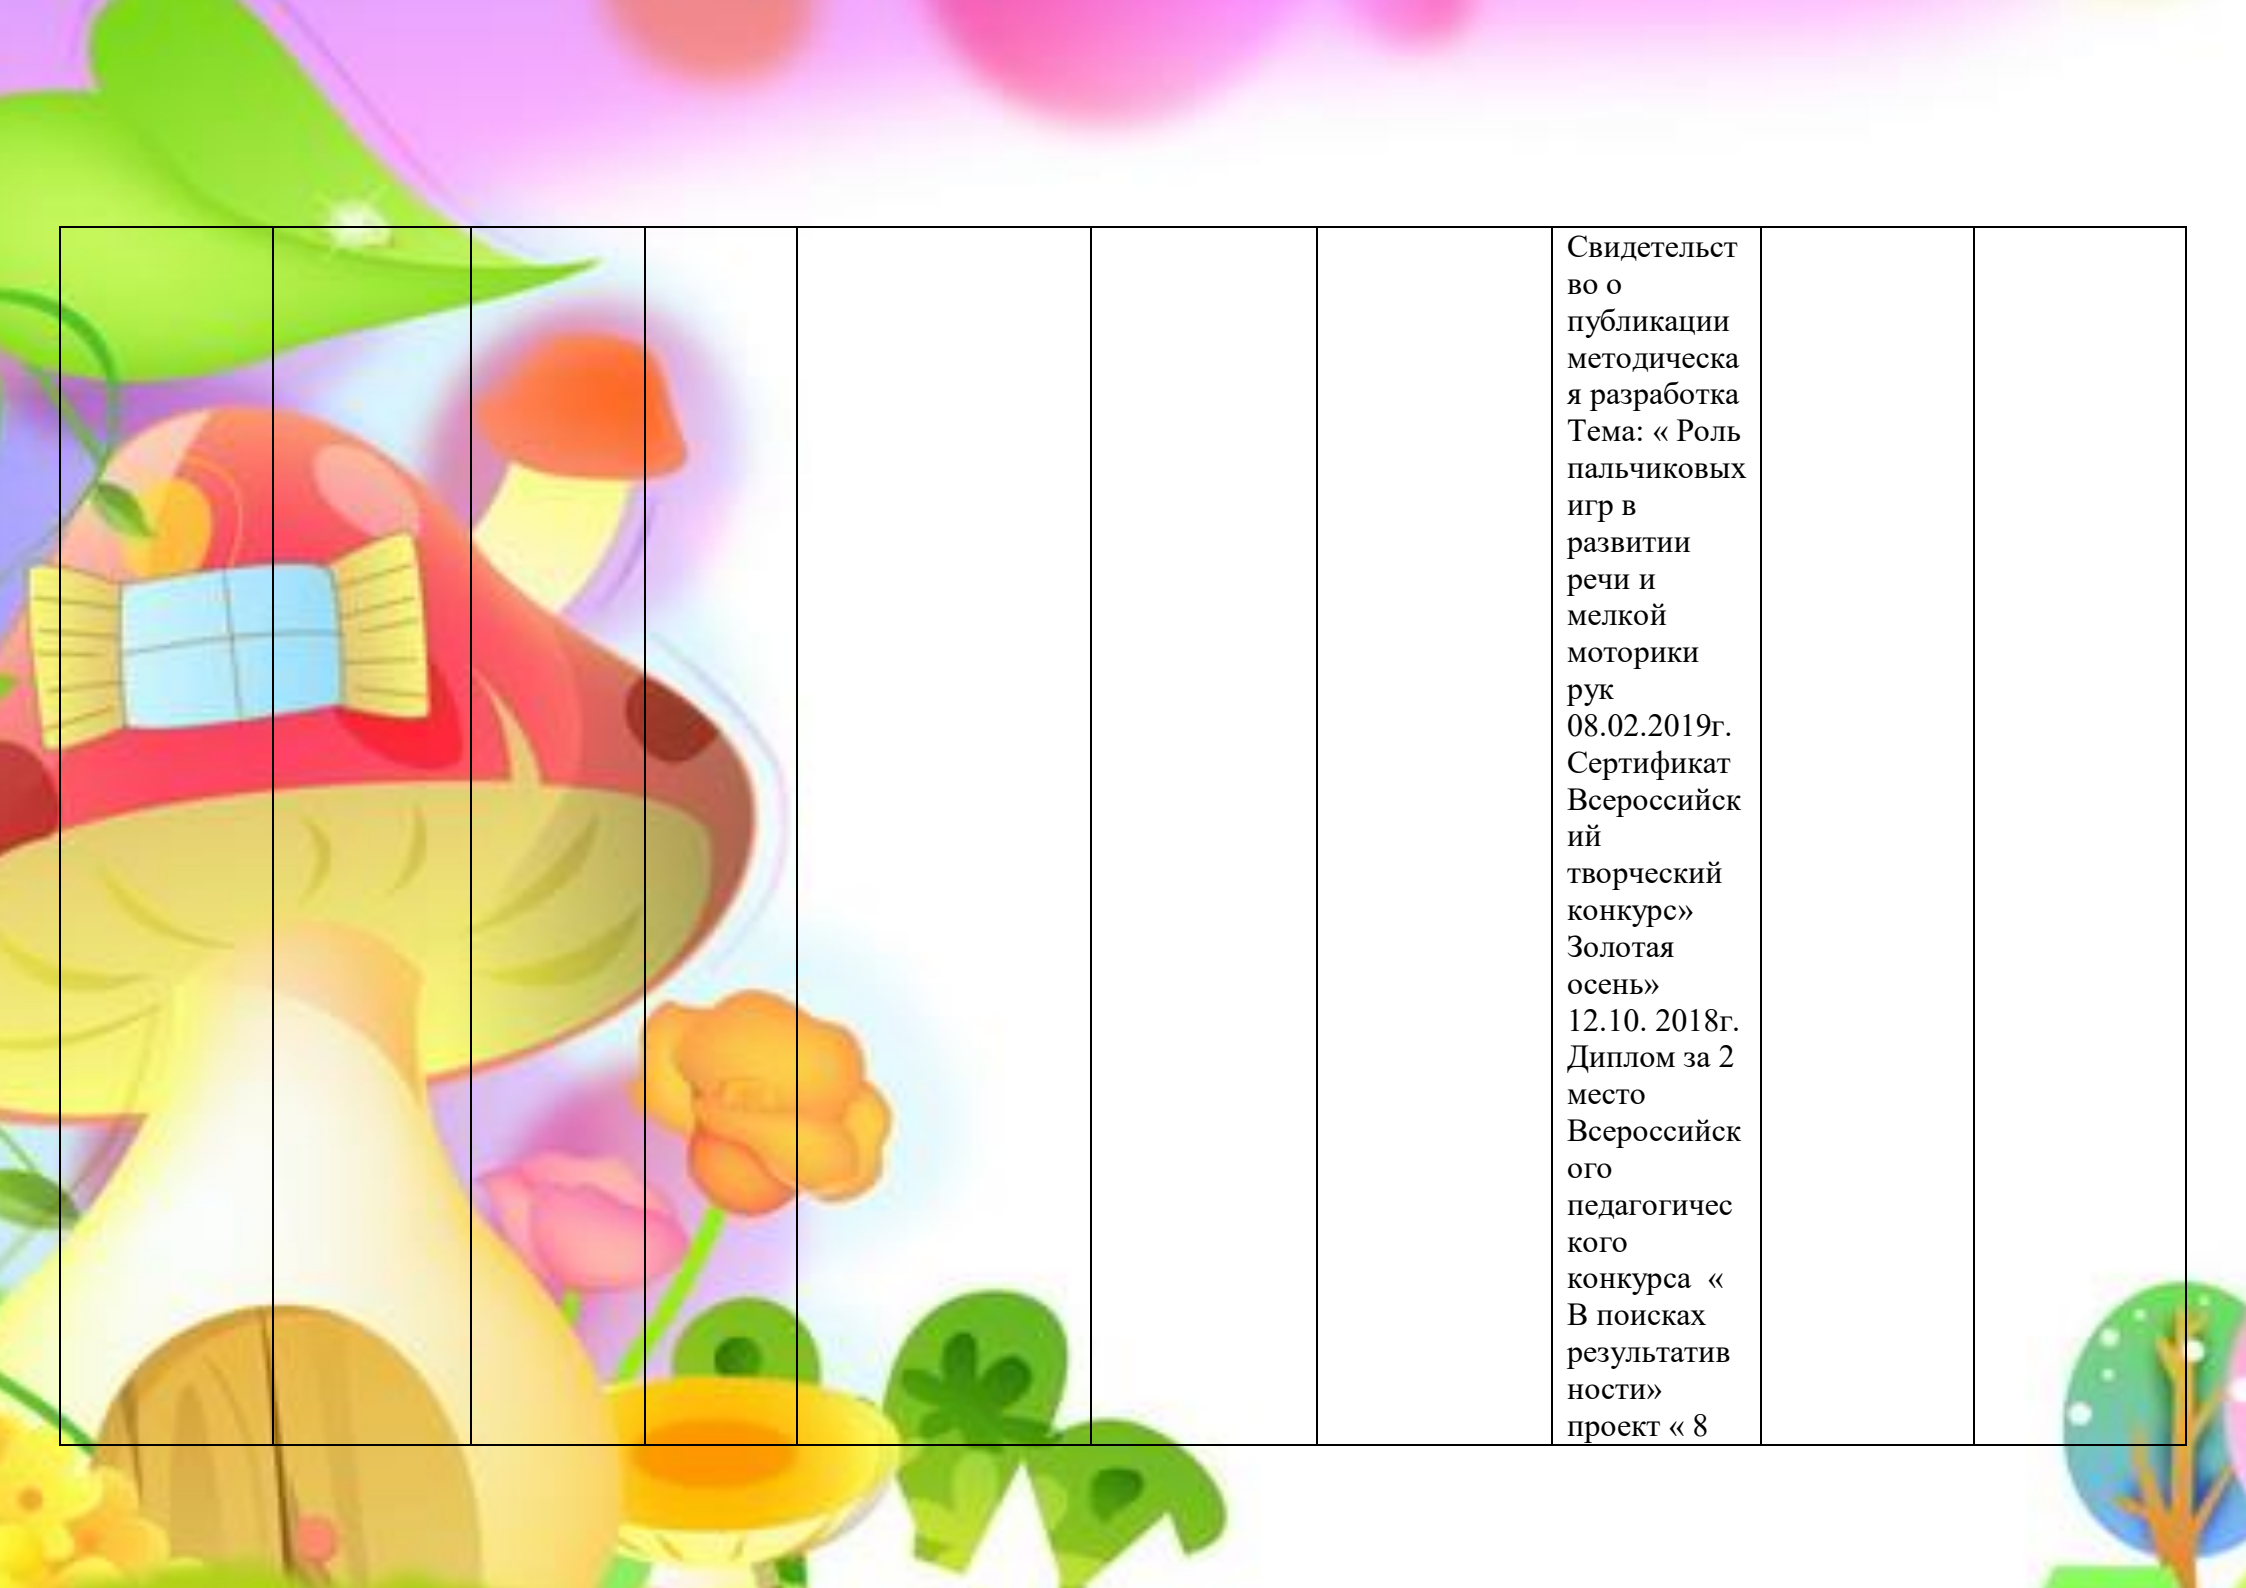 Свидетельст
во о
публикации
методическа
я разработка
Тема: « Роль
пальчиковых
игр в
развитии
речи и
мелкой
моторики
рук
08.02.2019г.
Сертификат
Всероссийск
ий
творческий
конкурс»
Золотая
осень»
12.10. 2018г.
Диплом за 2
место
Всероссийск
ого
педагогичес
кого
конкурса  «
В поисках
результатив
ности»
проект « 8